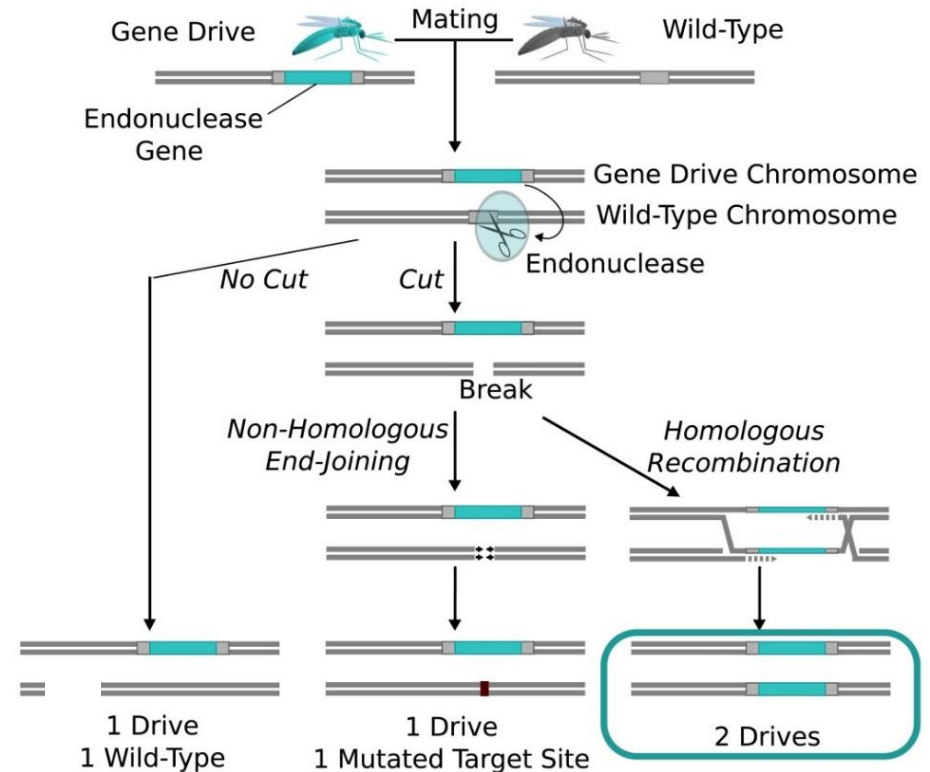 Gene Drive
Mating
Wild-Type
Endonuclease
Gene
Gene Drive Chromosome
Wild-Type Chromosome
Endonuclease
No Cut
Cut
Break
Non-Homologous
End-Joining
Homologous
Recombination
1 Drive
1 Wild-Type
1 Drive
1 Mutated Target Site
2 Drives